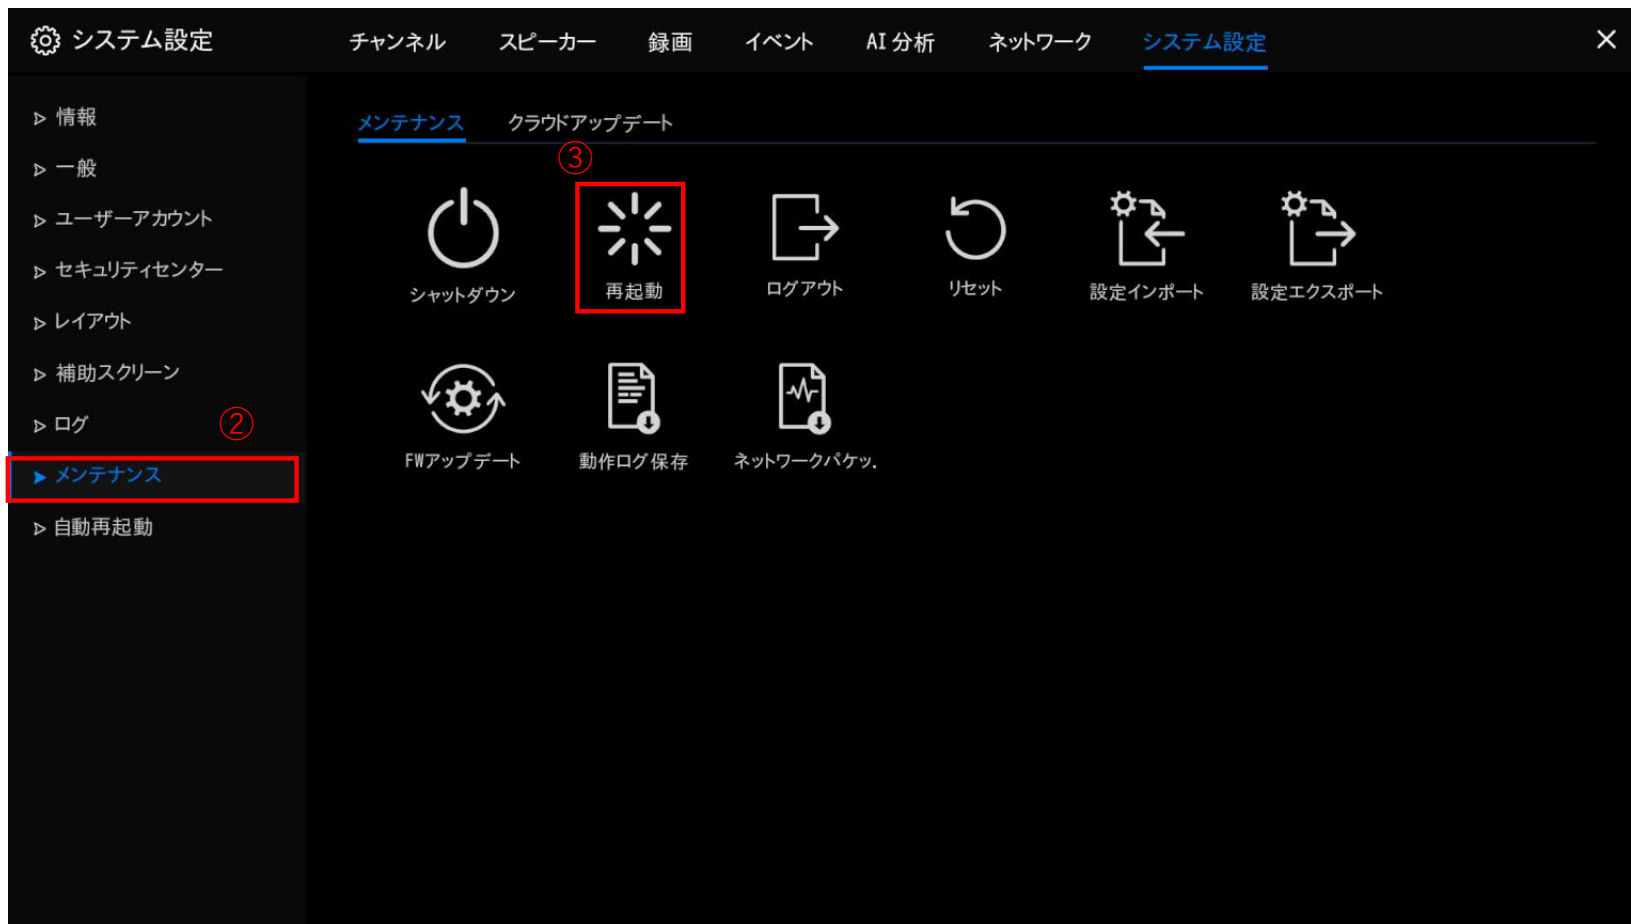 システム設定
チャンネル スピーカー 録画 イベント AI 分析 ネットワーク システム設定
情報
一般
ユーザーアカウント
セキュリティセンター
レイアウト
補助スクリーン
ログ
②
メンテナンス
自動再起動
メンテナンス クラウドアップデート
③
シャットダウン 再起動 ログアウト リセット 設定インポート 設定エクスポート
FWアップデート 動作ログ保存 ネットワークパケッ.